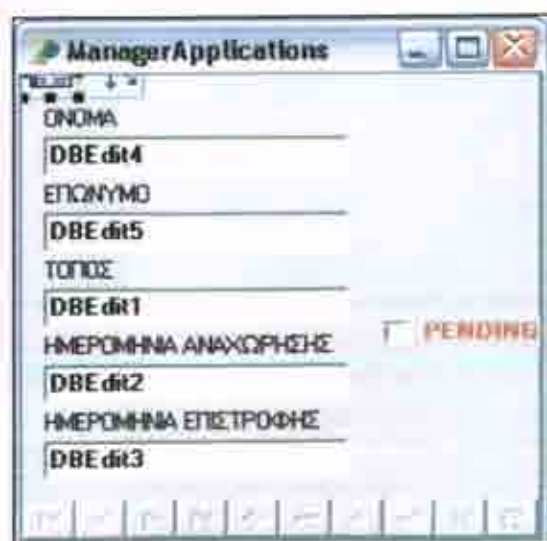 ManagerApplications
ΟΝΟΜΑ
DBEdit4
ΕΠΩΝΥΜΟ
DBEdit5
ΤΟΠΟΣ
DBEdit1
ΗΜΕΡΟΜΗΝΙΑ ΑΝΑΧΩΡΗΣΗΣ
PENDING
DBEdit2
ΗΜΕΡΟΜΗΝΙΑ ΕΠΙΣΤΡΟΦΗΣ
DBEdit3